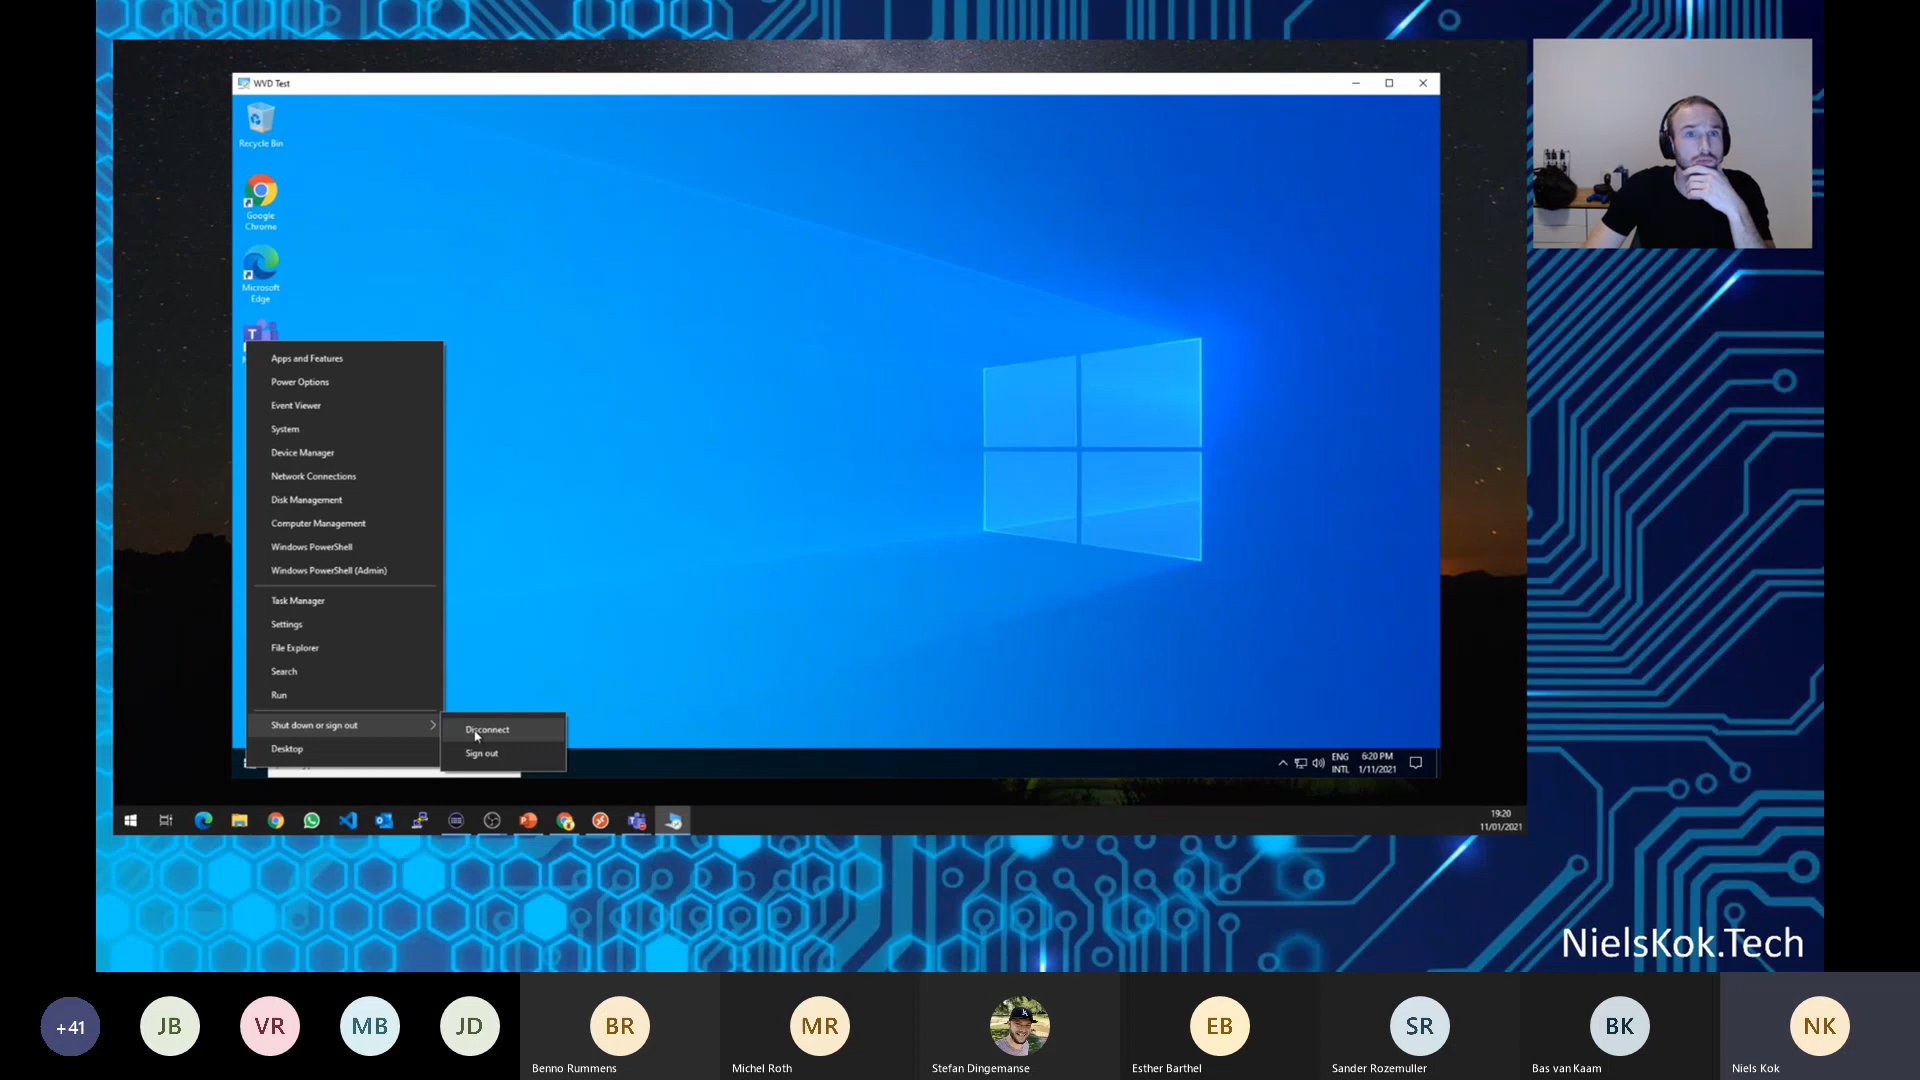 WVD Test
Recycle Bin
Google
Chrome
Microsoft
Edge
T
Apps and Features
Power Options
Event Viewer
System
Device Manager
Network Connections
Disk Management
Computer Management
Windows PowerShell
Windows PowerShell (Admin)
Task Manager
Settings
File Explorer
Search
Run
Shut down or sign out
Desktop
Disconnect
Sign out
ENG
INTL
6:20 PM
1/11/2021
19:20
11/01/2021
NielsKok.Tech
+41
JB
VR
MB
JD
BR
Benno Rummens
MR
Michel Roth
Stefan Dingemanse
EB
Esther Barthel
SR
Sander Rozemuller
BK
Bas van Kaam
NK
Niels Kok